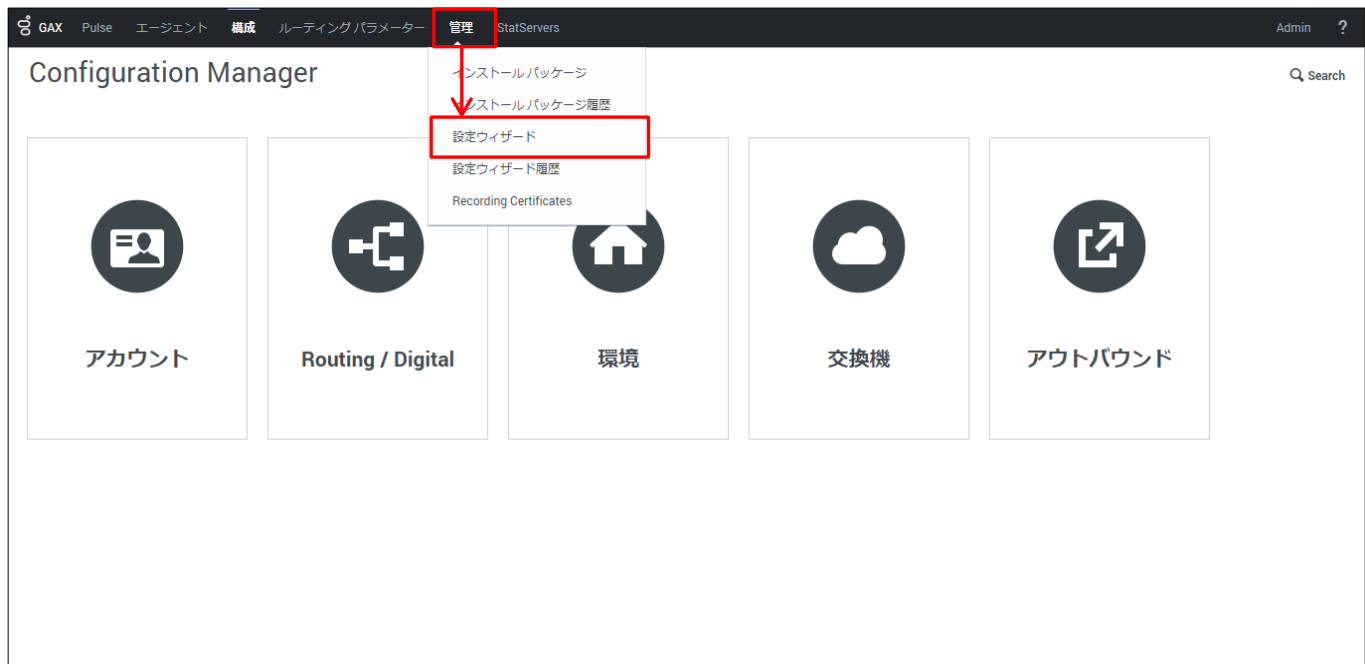 GAX Pulse エージェント 構成 ルーティング パラメーター 管理 StatServers Admin ?
Configuration Manager
Search
インストール パッケージ
インストール パッケージ履歴
設定ウィザード
設定ウィザード履歴
Recording Certificates
アカウント
Routing / Digital
環境
交換機
アウトバウンド